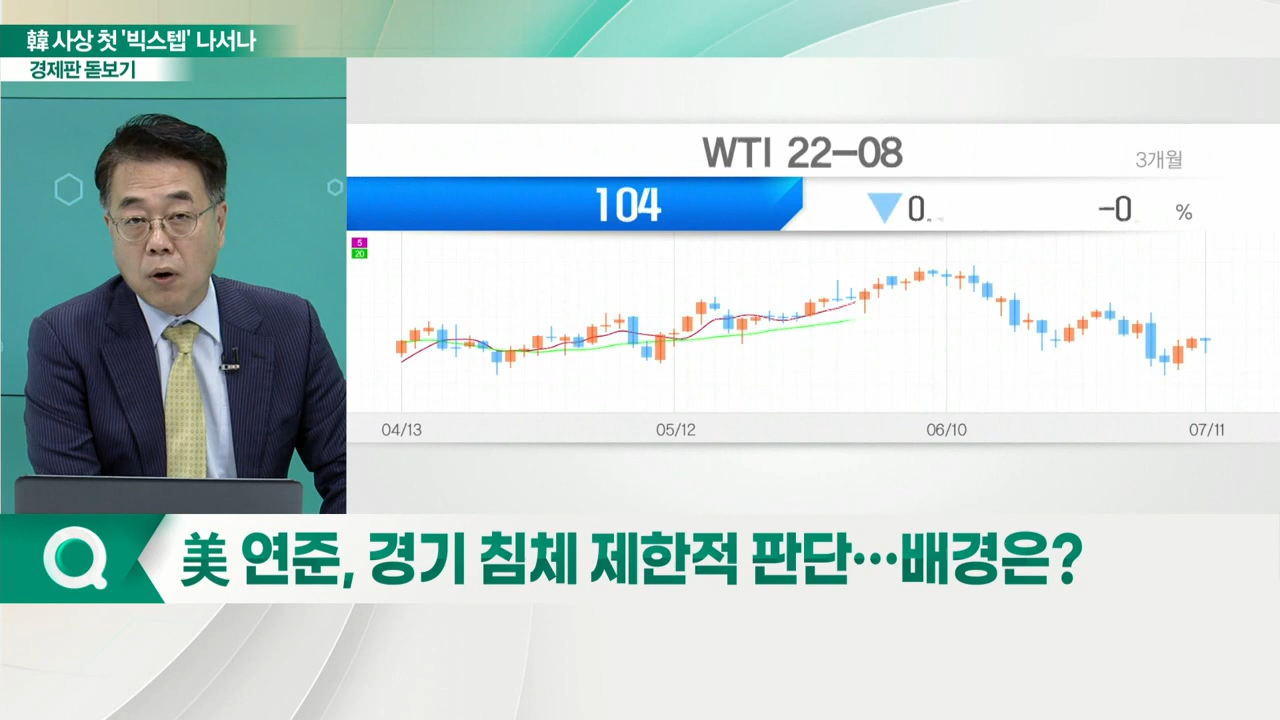 韓 사상 첫 '빅스텝' 나서나
경제판 돋보기
WTI 22-08
3개월
104
▼ 0
-0 %
5
20
04/13
05/12
06/10
07/11
Q 美 연준, 경기 침체 제한적 판단…배경은?